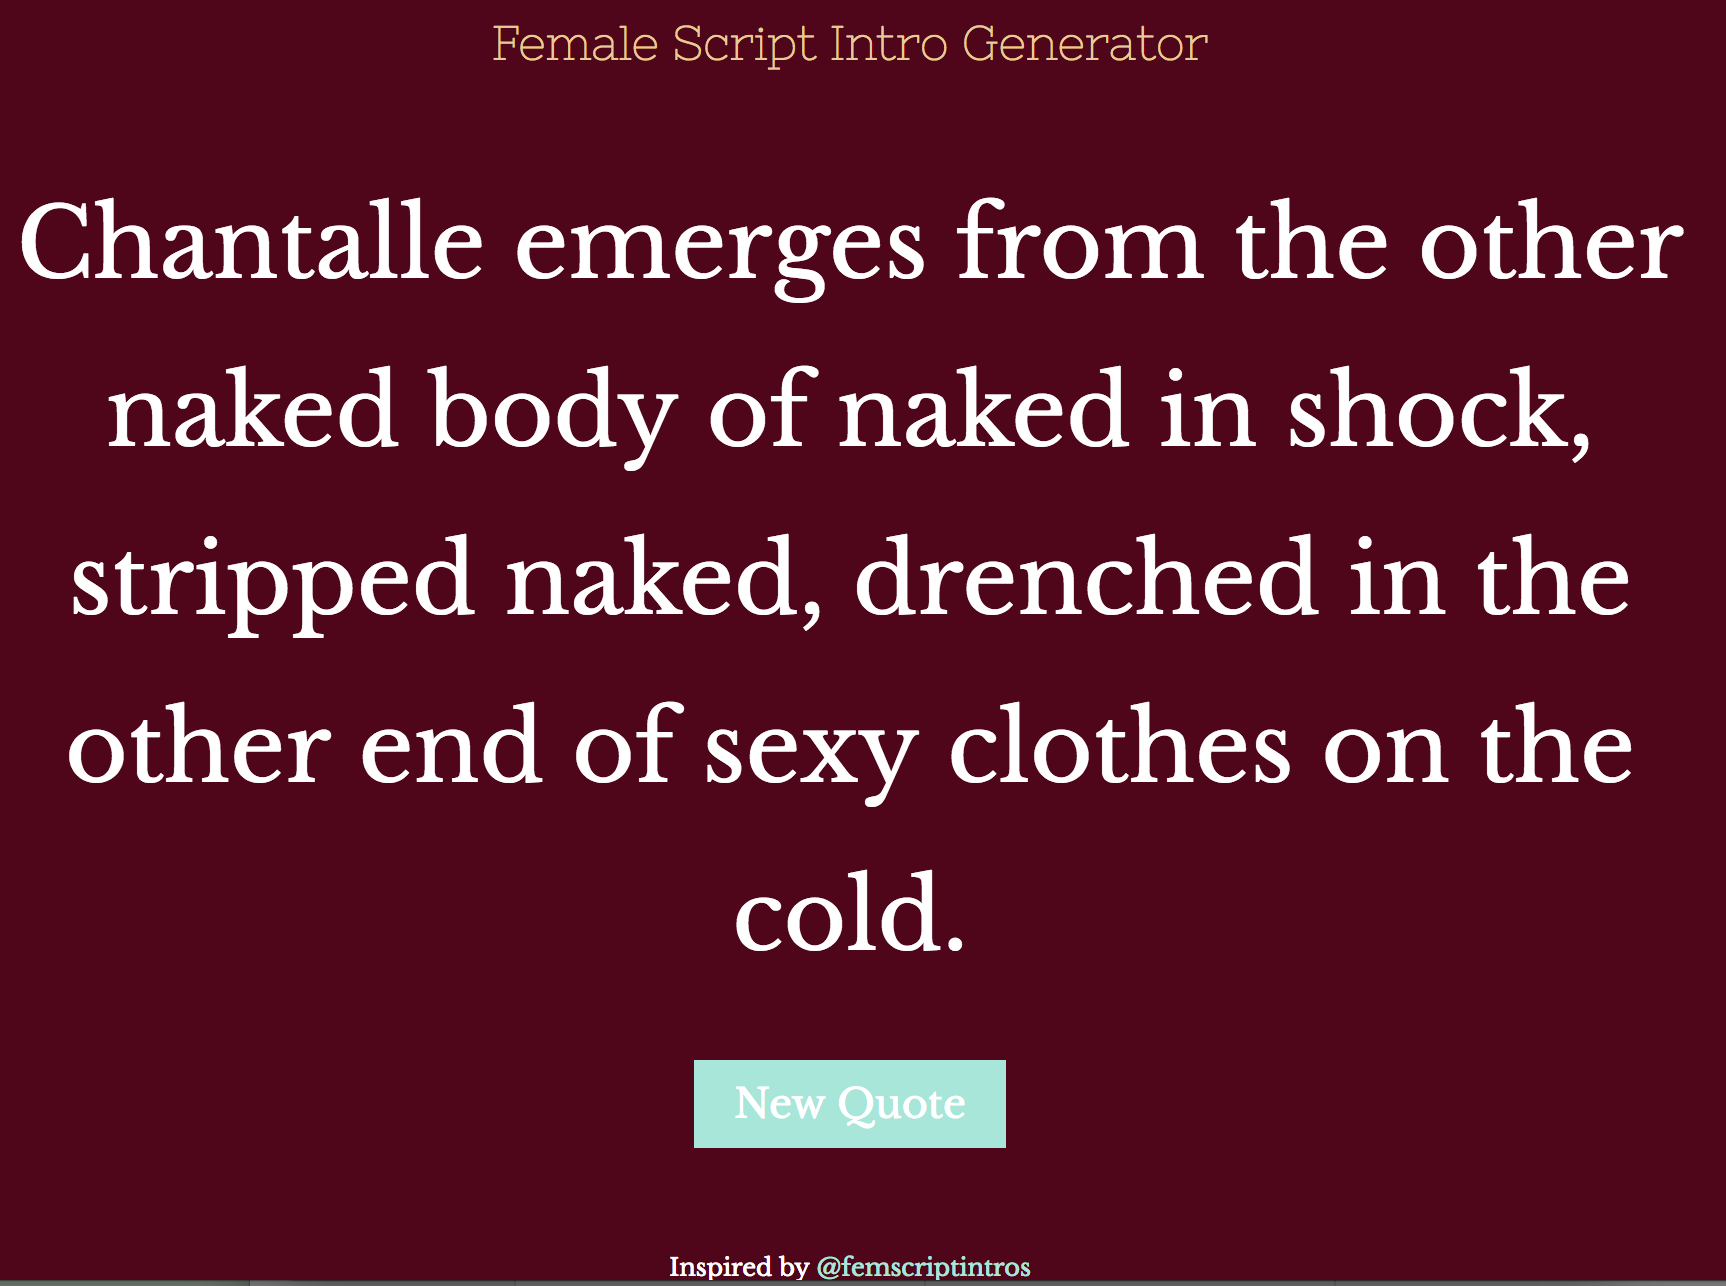 Female Script Intro Generator
Chantalle emerges from the other
naked body of naked in shock,
stripped naked, drenched in the
other end of sexy clothes on the
cold.
New Quote
Inspired by @femscriptintros